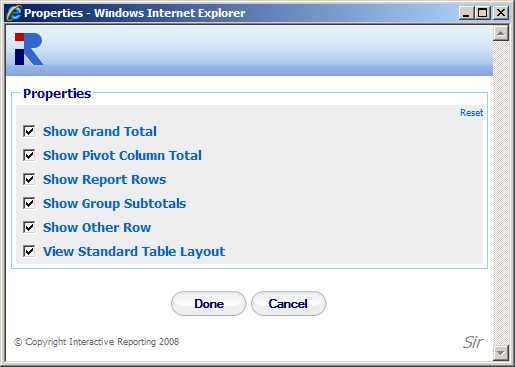 Properties - Windows Internet Explorer
R
Properties
Reset
Show Grand Total
Show Pivot Column Total
Show Report Rows
Show Group Subtotals
Show Other Row
View Standard Table Layout
Done Cancel
© Copyright Interactive Reporting 2008
Sir